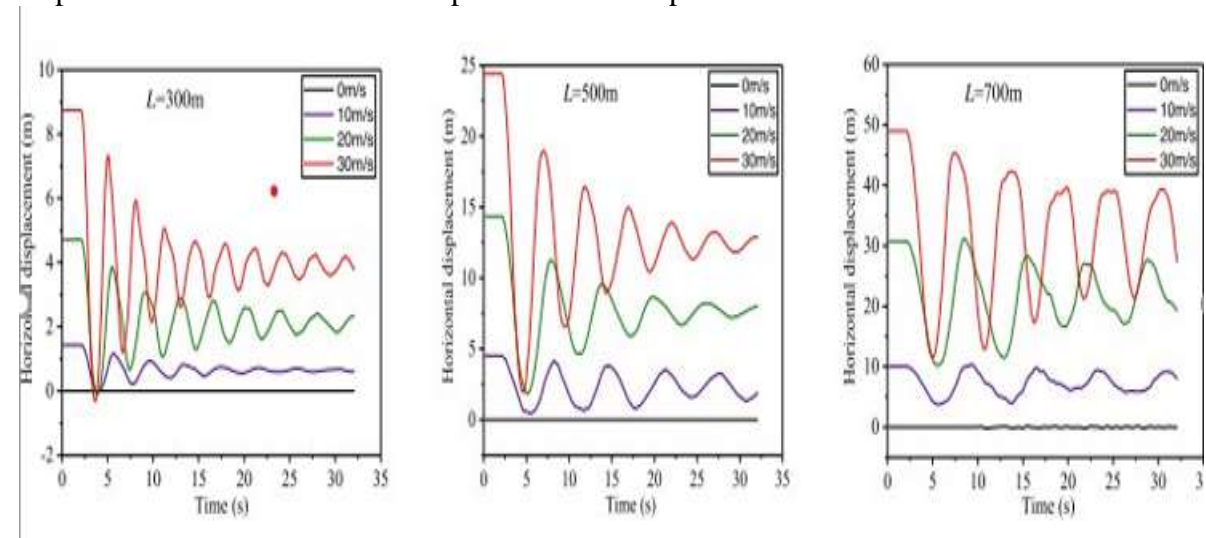 L=300m
0m/s
10m/s
20m/s
30m/s
displacement (m)
10
8
6
4
2
0
-2
0 5 10 15 20 25 30 35
Time (s)
L=500m
0m/s
10m/s
20m/s
30m/s
Horizontal displacement (m)
25
20
15
10
5
0
0 5 10 15 20 25 30 35
Time (s)
L=700m
0m/s
10m/s
20m/s
30m/s
Horizontal displacement (m)
60
50
40
30
20
10
0
0 5 10 15 20 25 30 3
Time (s)